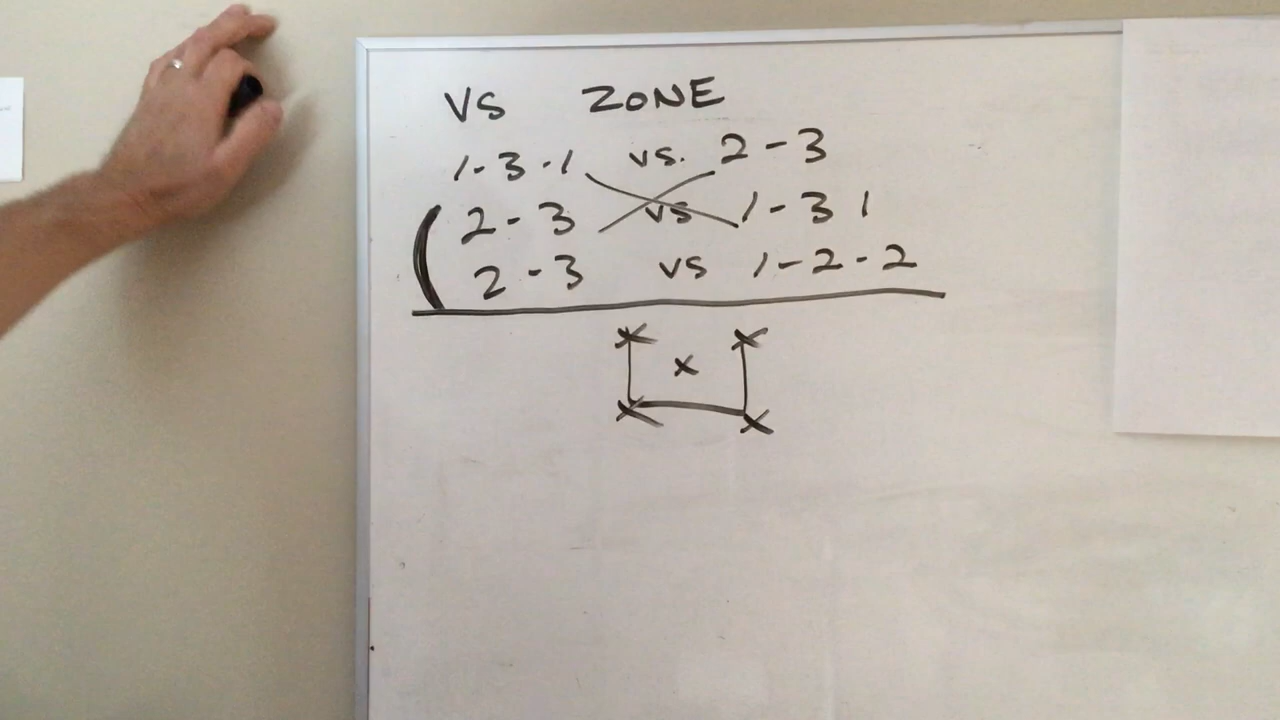 VS ZONE
1-3-1 vs. 2-3
2-3 vs 1-3 1
2-3 vs 1-2-2
x x
x
x x